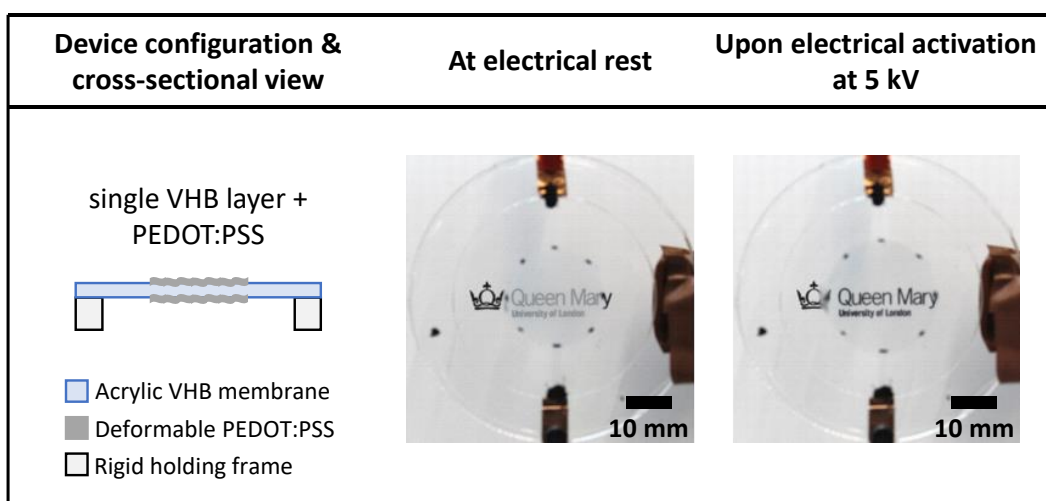 Device configuration &
cross-sectional view
At electrical rest
Upon electrical activation
at 5 kV
single VHB layer +
PEDOT:PSS
Acrylic VHB membrane
Deformable PEDOT:PSS
Rigid holding frame
Queen Mary
University of London
10 mm
Queen Mary
University of London
10 mm